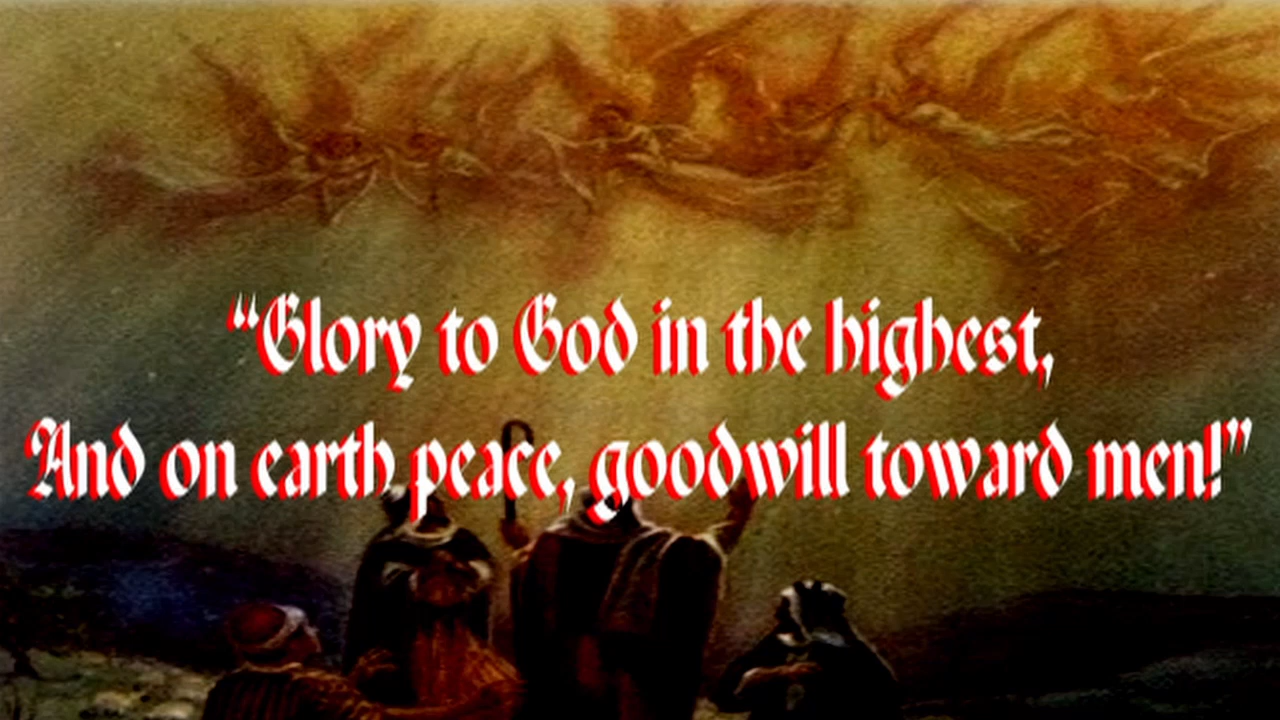 “Glory to God in the highest,
And on earth peace, goodwill toward men!”